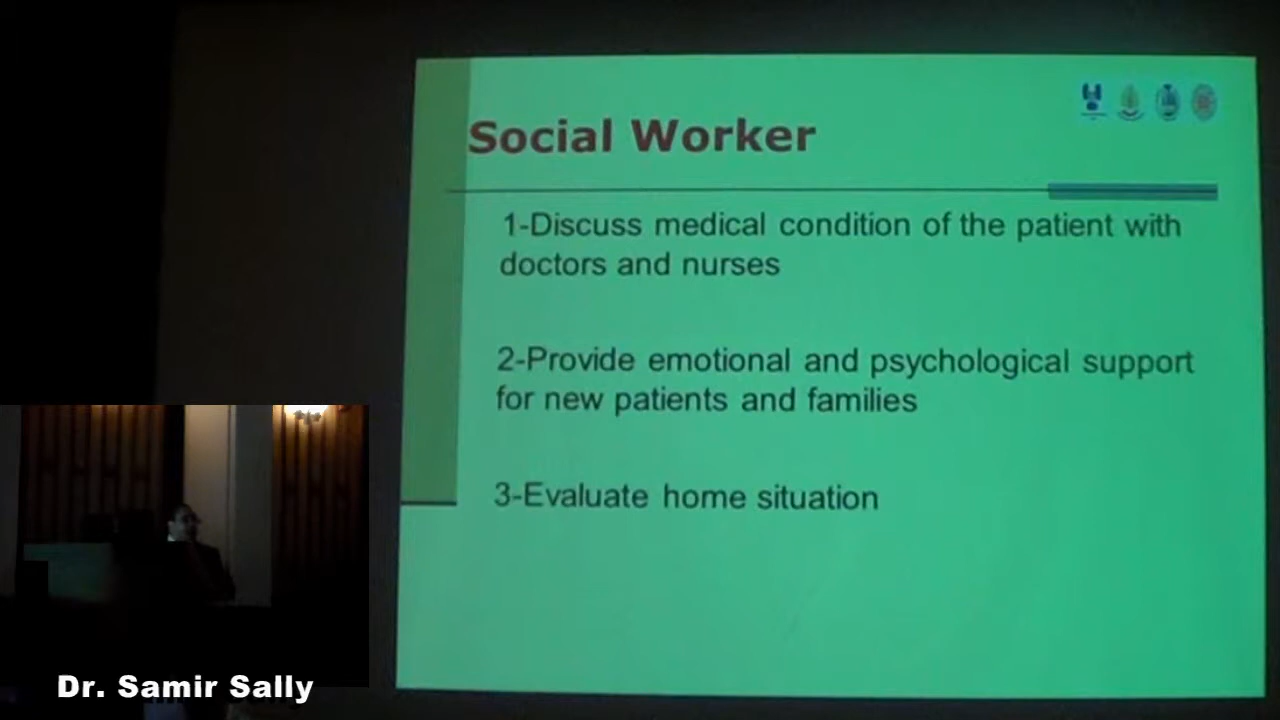 Social Worker
1-Discuss medical condition of the patient with
doctors and nurses
2-Provide emotional and psychological support
for new patients and families
3-Evaluate home situation
Dr. Samir Sally